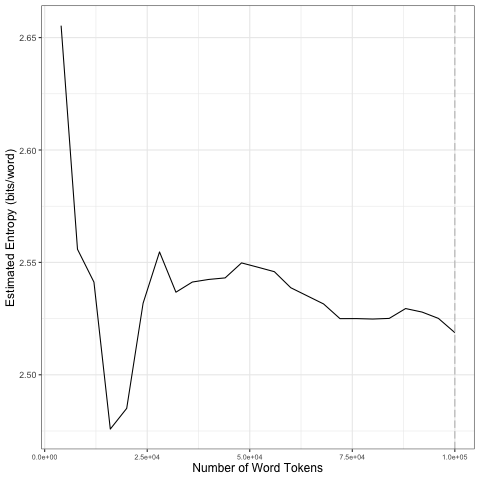 2.65
2.60
2.55
2.50
Estimated Entropy (bits/word)
0.0e+00 2.5e+04 5.0e+04 7.5e+04 1.0e+05
Number of Word Tokens